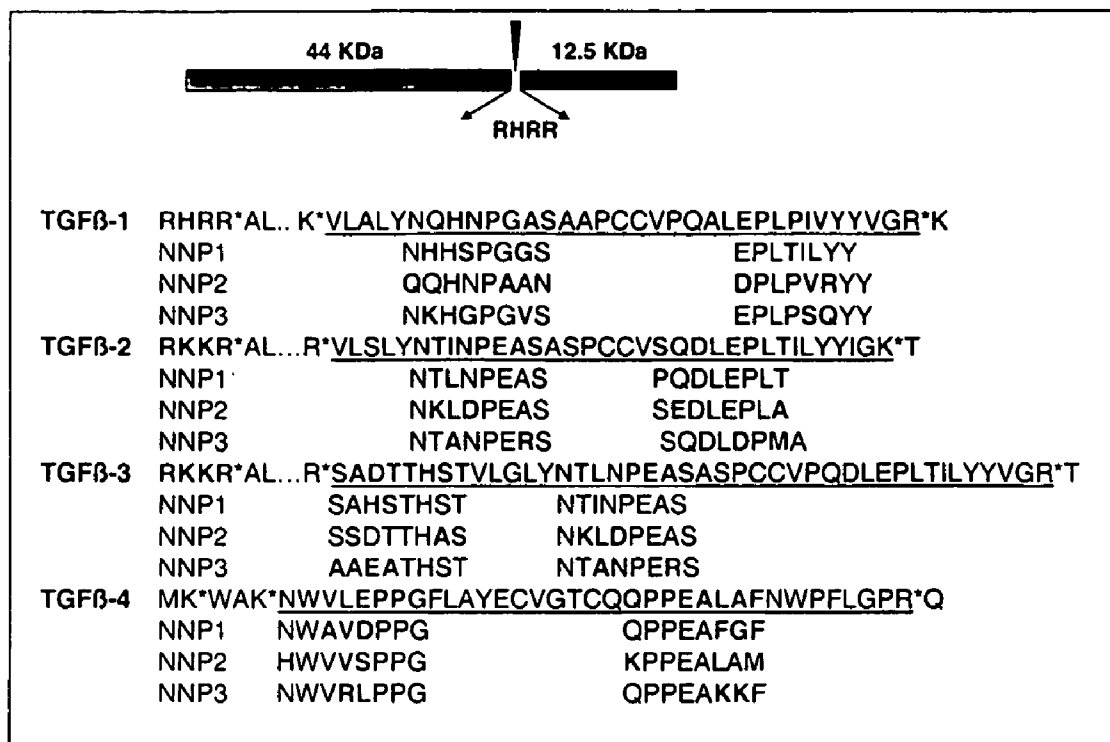 44 KDa 12.5 KDa
RHRR
TGFß-1 RHRR*AL.. K*VLALYNQHNPGASAAPCCVPQALEPLPIVYYVGR*K
NNP1 NHHSPGGS EPLTILYY
NNP2 QQHNPAAN DPLPVRYY
NNP3 NKHGPGVS EPLPSQYY
TGFß-2 RKKR*AL...R*VLSLYNTINPEASASPCCVSQDLEPLTILYYIGK*T
NNP1 NTLNPEAS PQDLEPLT
NNP2 NKLDPEAS SEDLEPLA
NNP3 NTANPERS SQDLDPMA
TGFß-3 RKKR*AL...R*SADTTHSTVLGLYNTLNPEASASPCCVPQDLEPLTILYYVGR*T
NNP1 SAHSTHST NTINPEAS
NNP2 SSDTTHAS NKLDPEAS
NNP3 AAEATHST NTANPERS
TGFß-4 MK*WAK*NWVLEPPGFLAYECVGTCQQPPEALAFNWPFLGPR*Q
NNP1 NWAVDPPG QPPEAFGF
NNP2 HWVVSPPG KPPEALAM
NNP3 NWVRLPPG QPPEAKKF